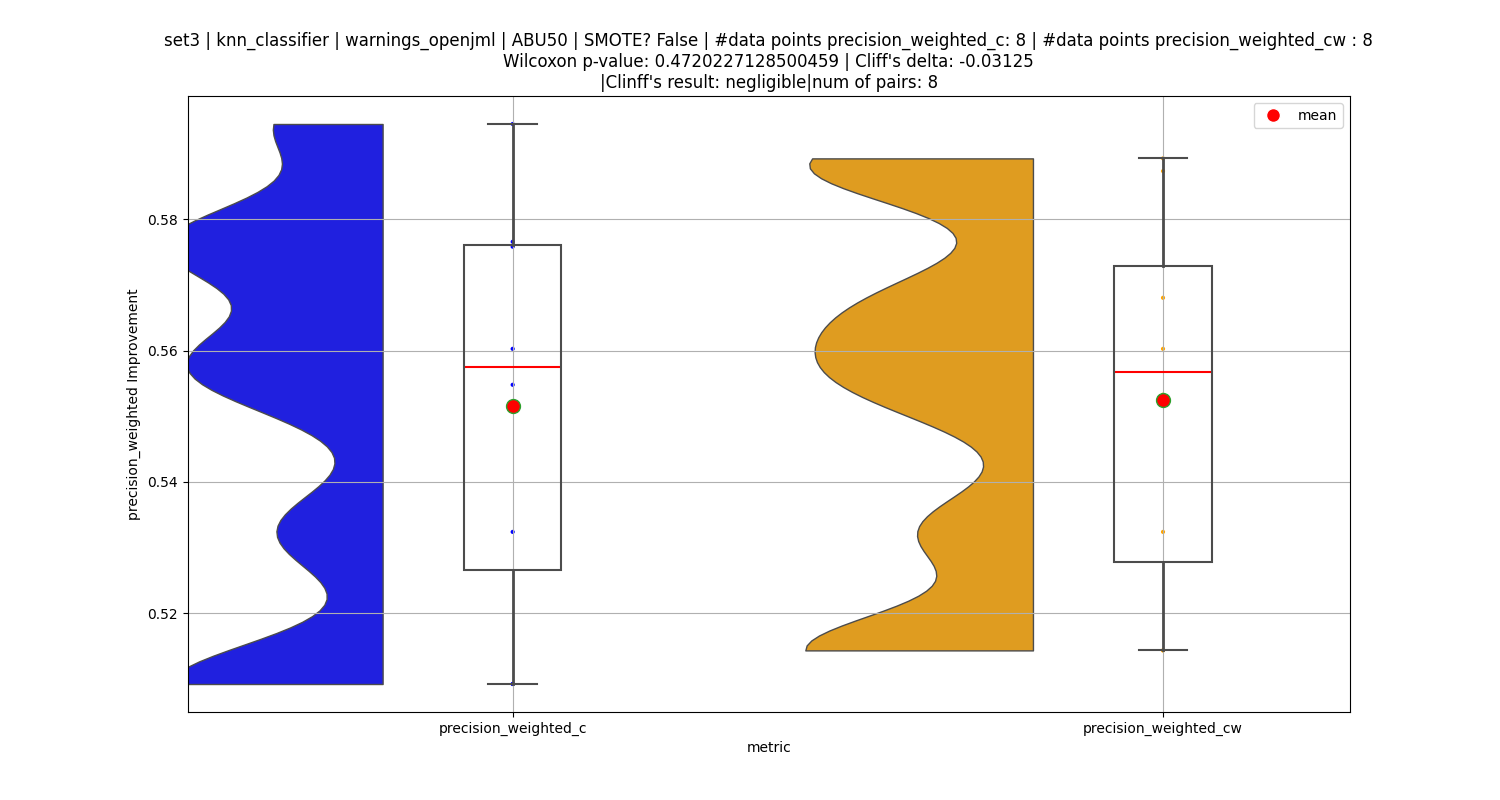 set3 | knn_classifier | warnings_openjml | ABU50 | SMOTE? False | #data points precision_weighted_c: 8 | #data points precision_weighted_cw : 8
Wilcoxon p-value: 0.4720227128500459 | Cliff's delta: -0.03125
|Clinff's result: negligible|num of pairs: 8
mean
0.58
0.56
0.54
0.52
precision_weighted Improvement
precision_weighted_c
precision_weighted_cw
metric